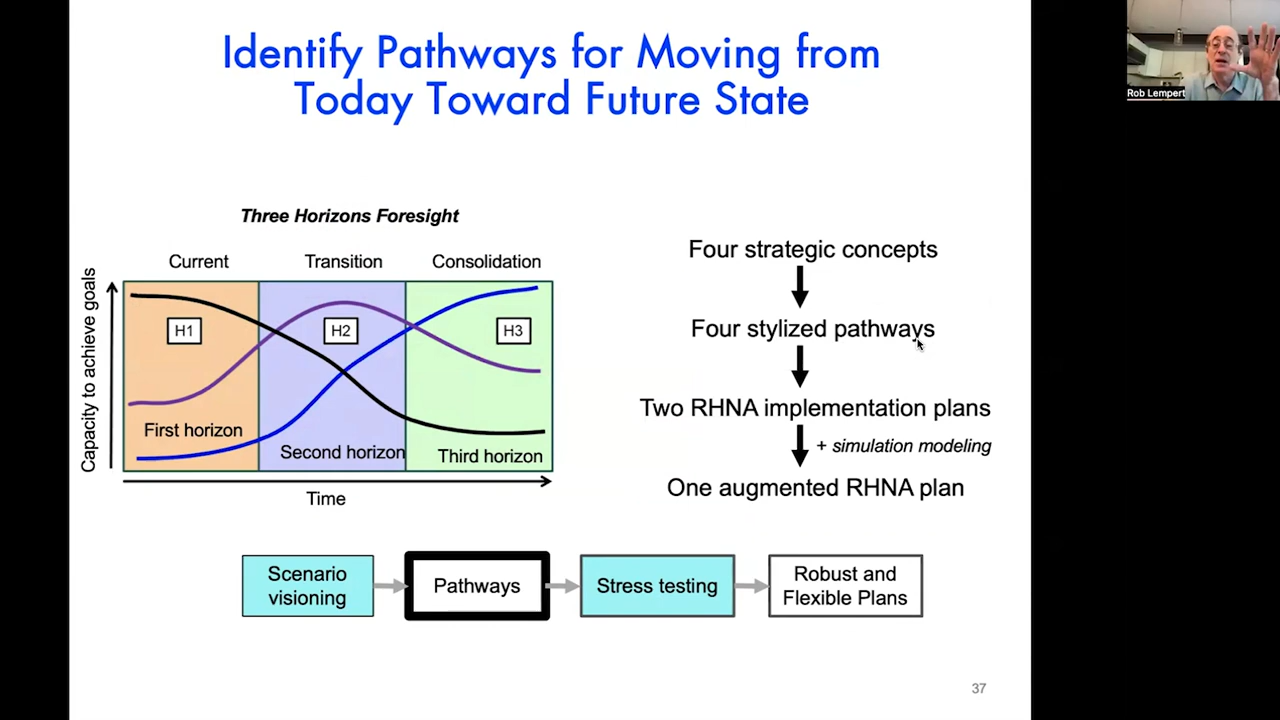 Identify Pathways for Moving from
Today Toward Future State
Rob Lempert
Three Horizons Foresight
Current
Transition
Consolidation
Capacity to achieve goals
H1
H2
H3
First horizon
Second horizon
Third horizon
Time
Four strategic concepts
Four stylized pathways
Two RHNA implementation plans
+ simulation modeling
One augmented RHNA plan
Scenario
visioning
Pathways
Stress testing
Robust and
Flexible Plans
37